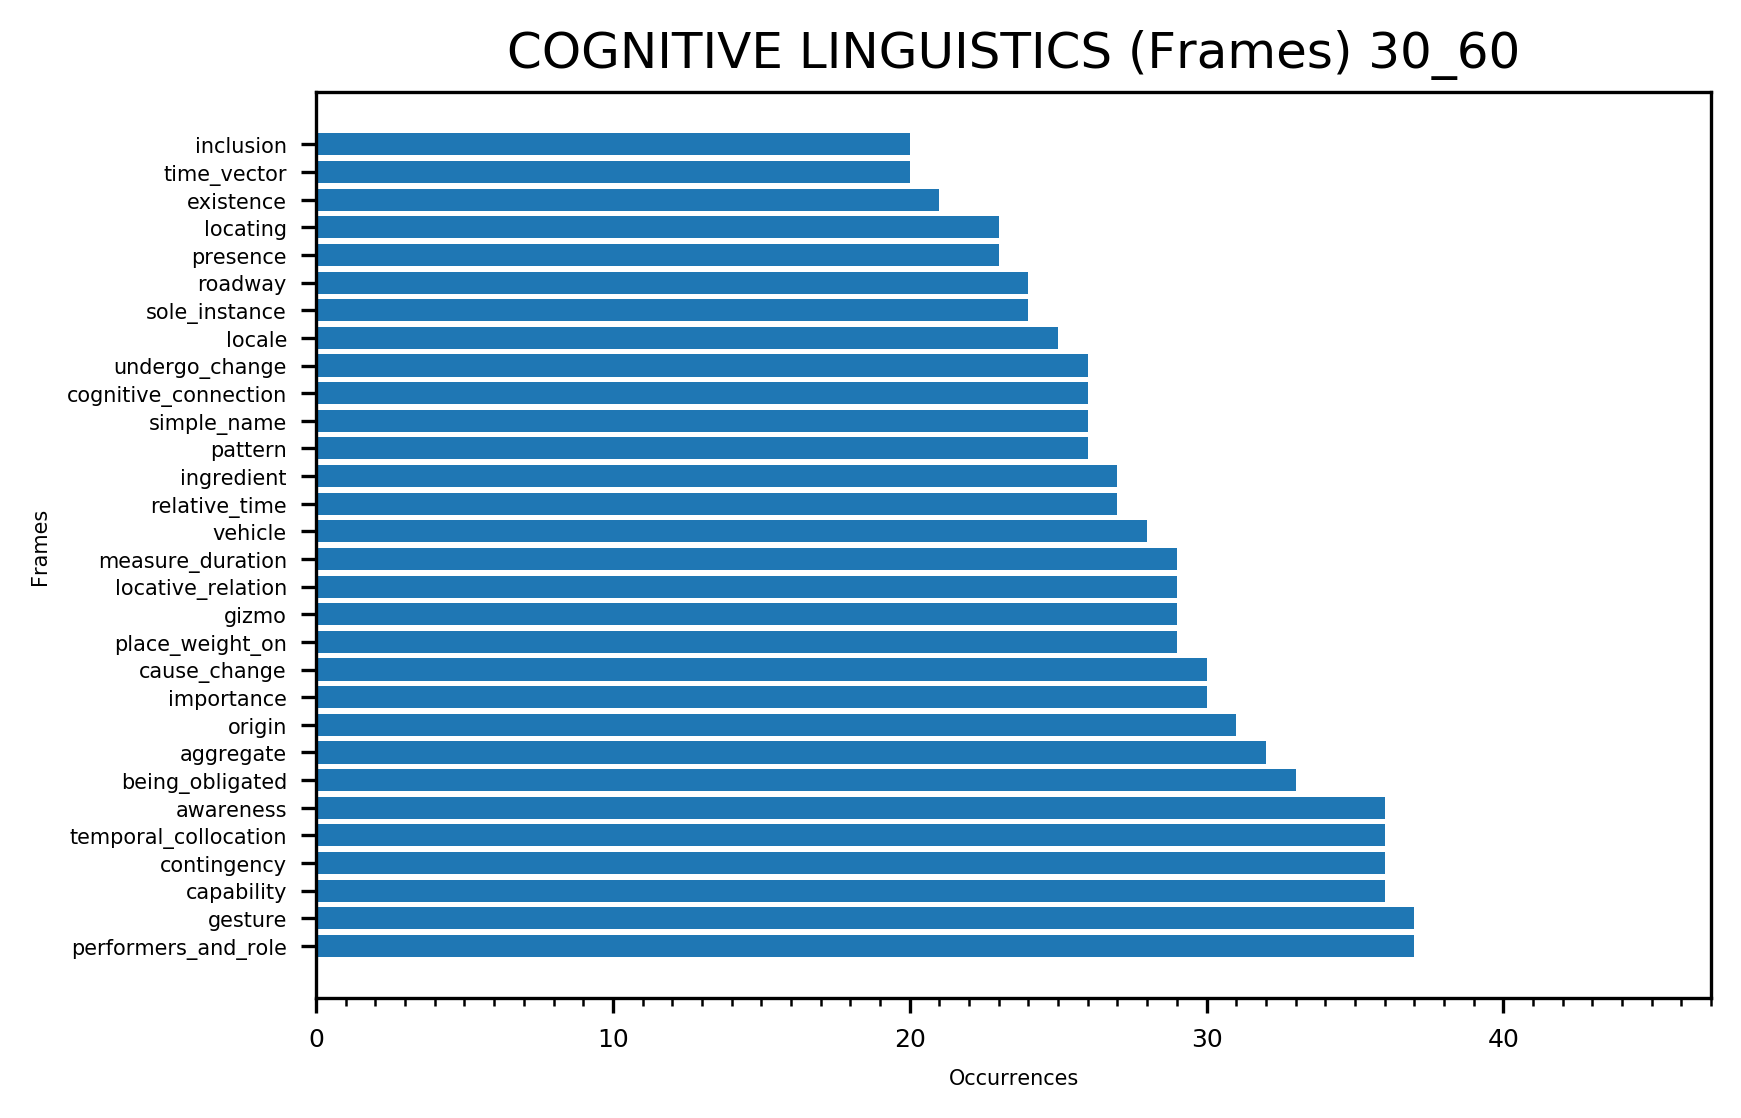 COGNITIVE LINGUISTICS (Frames) 30_60
inclusion
time_vector
existence
locating
presence
roadway
sole_instance
locale
undergo_change
cognitive_connection
simple_name
pattern
ingredient
relative_time
vehicle
measure_duration
locative_relation
gizmo
place_weight_on
cause_change
importance
origin
aggregate
being_obligated
awareness
temporal_collocation
contingency
capability
gesture
performers_and_role
Frames
0 10 20 30 40
Occurrences